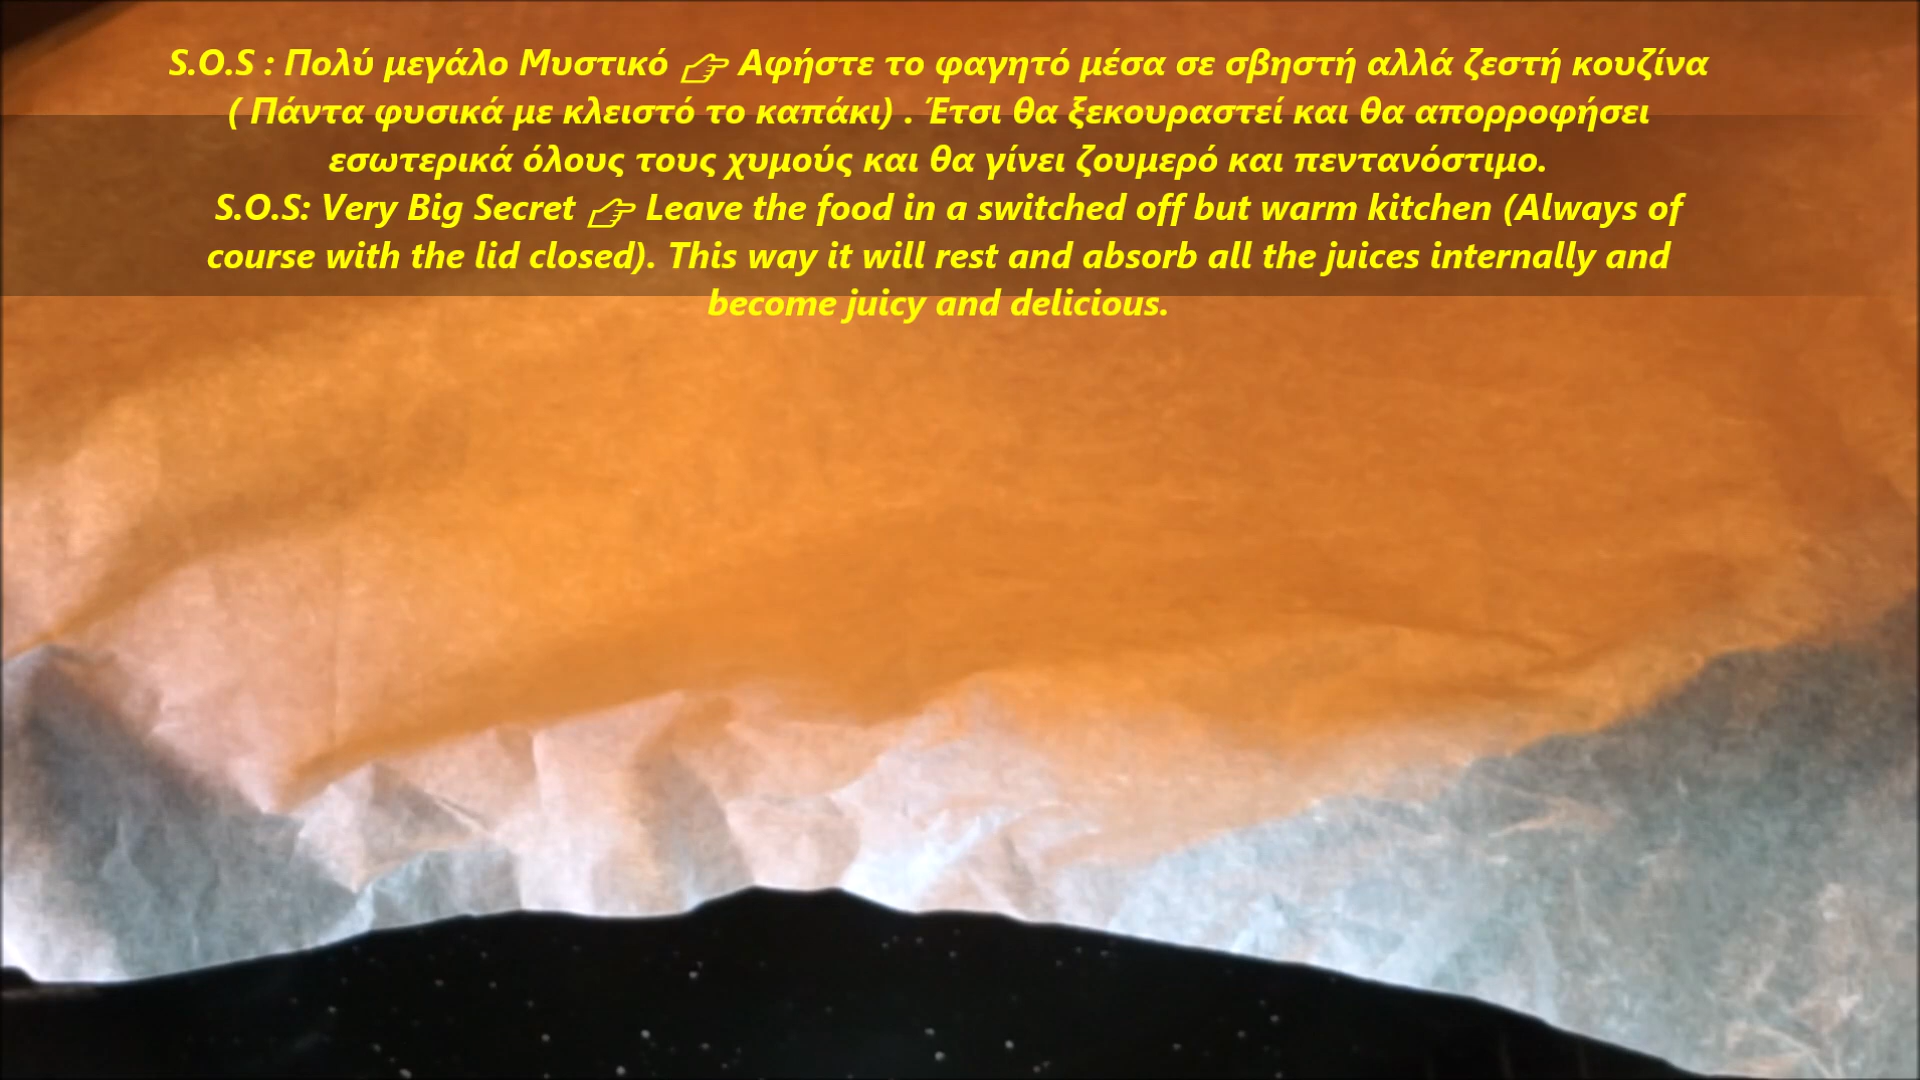 S.O.S : Πολύ μεγάλο Μυστικό 👉 Αφήστε το φαγητό μέσα σε σβηστή αλλά ζεστή κουζίνα
( Πάντα φυσικά με κλειστό το καπάκι) . Έτσι θα ξεκουραστεί και θα απορροφήσει
εσωτερικά όλους τους χυμούς και θα γίνει ζουμερό και πεντανόστιμο.
S.O.S: Very Big Secret 👉 Leave the food in a switched off but warm kitchen (Always of
course with the lid closed). This way it will rest and absorb all the juices internally and
become juicy and delicious.